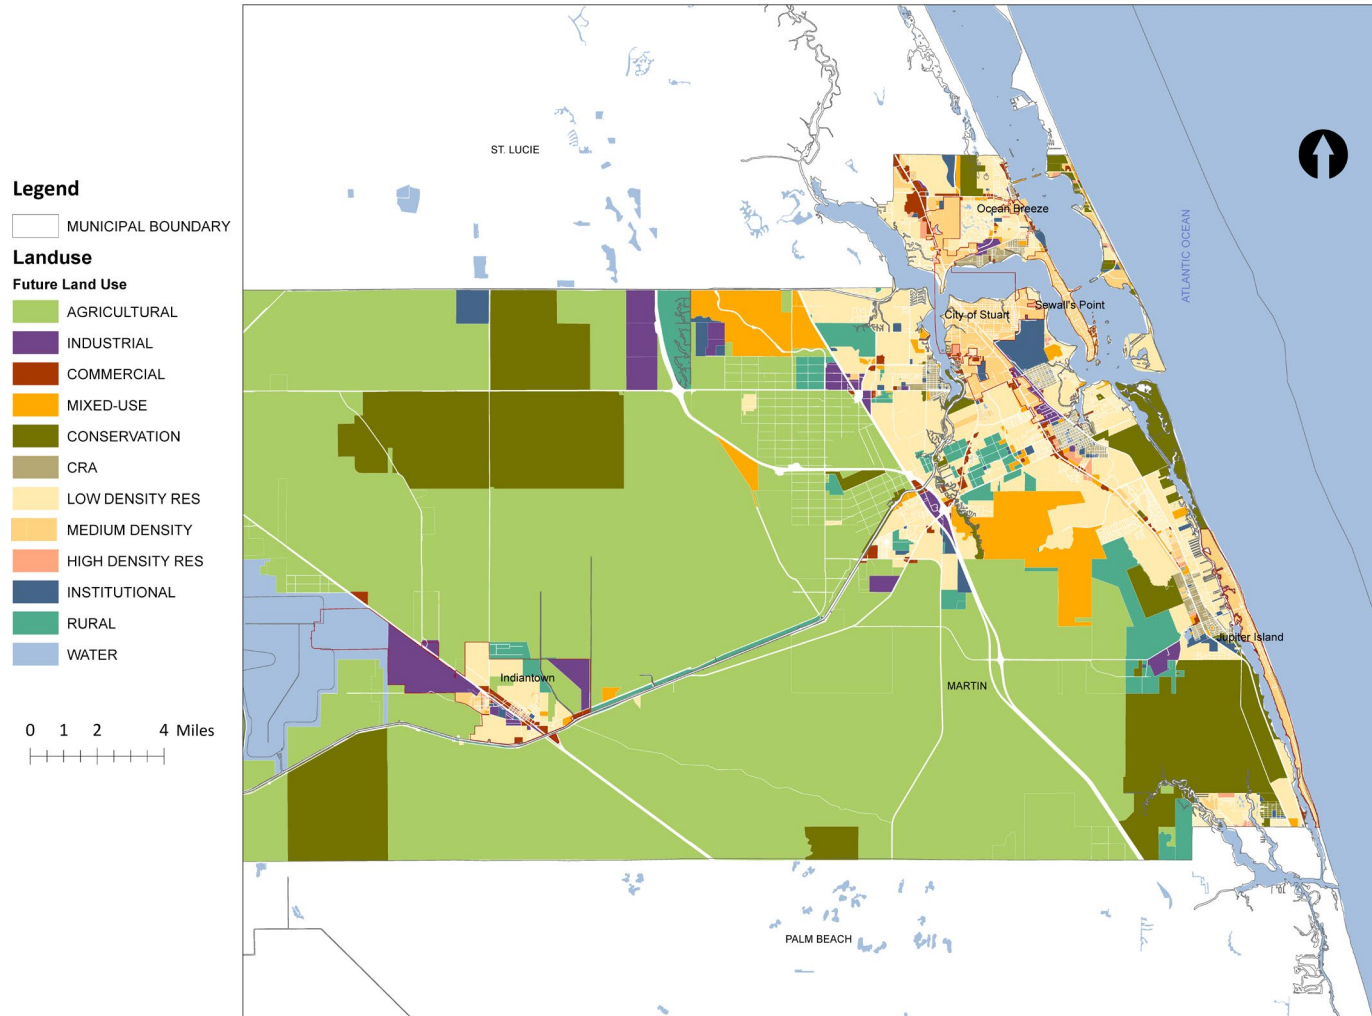 Legend
MUNICIPAL BOUNDARY
Landuse
Future Land Use
AGRICULTURAL
INDUSTRIAL
COMMERCIAL
MIXED-USE
CONSERVATION
CRA
LOW DENSITY RES
MEDIUM DENSITY
HIGH DENSITY RES
INSTITUTIONAL
RURAL
WATER
0 1 2 4 Miles
ST. LUCIE
Ocean Breeze
ATLANTIC OCEAN
Sewall's Point
City of Stuart
Jupiter Island
Indiantown
MARTIN
PALM BEACH